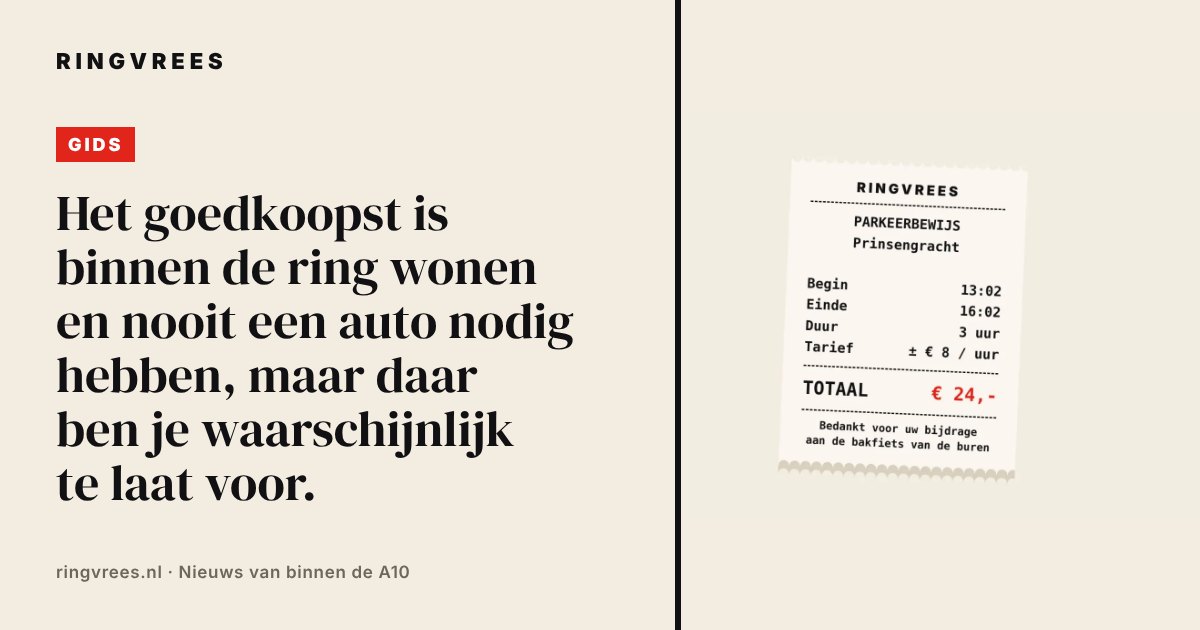 RINGVREES
GIDS
Het goedkoopst is
binnen de ring wonen
en nooit een auto nodig
hebben, maar daar
ben je waarschijnlijk
te laat voor.
ringvrees.nl · Nieuws van binnen de A10
RINGVREES
PARKEERBEWIJS
Prinsengracht
Begin 13:02
Einde 16:02
Duur 3 uur
Tarief ± € 8 / uur
TOTAAL € 24,-
Bedankt voor uw bijdrage
aan de bakfiets van de buren